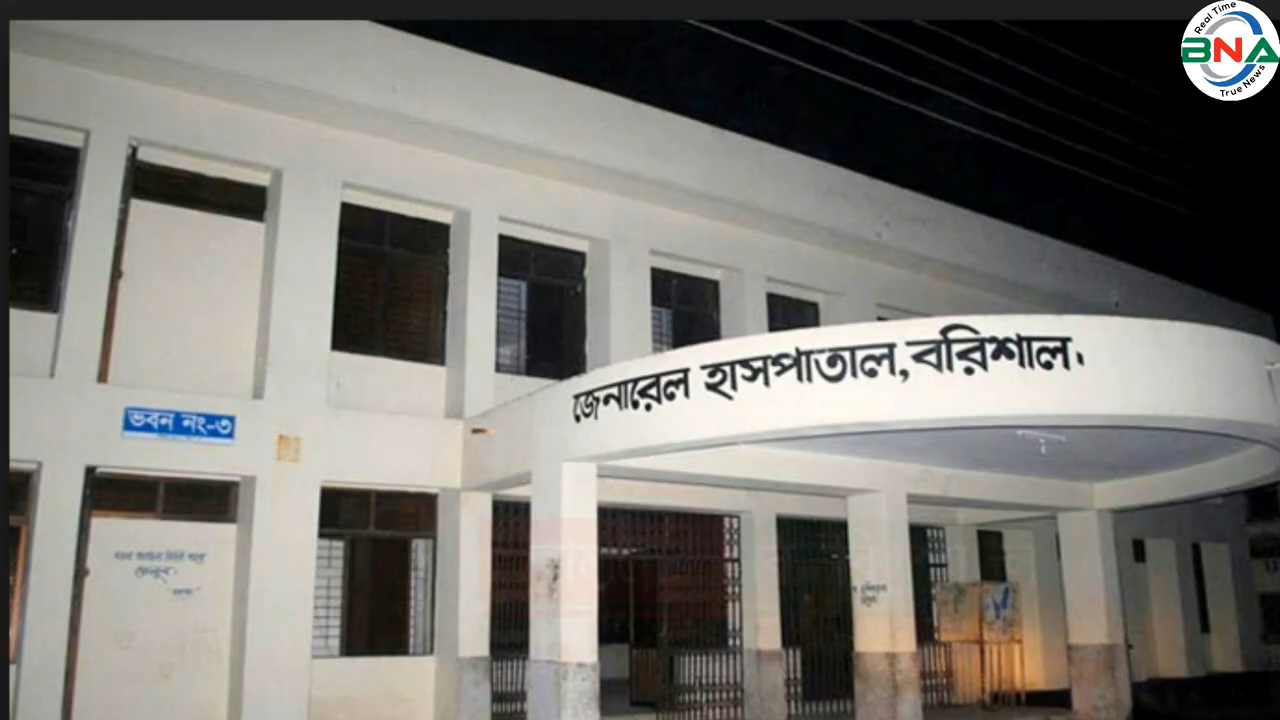 Real Time
BNA
True News
জেনারেল হাসপাতাল, বরিশাল.
ভবন নং-৩